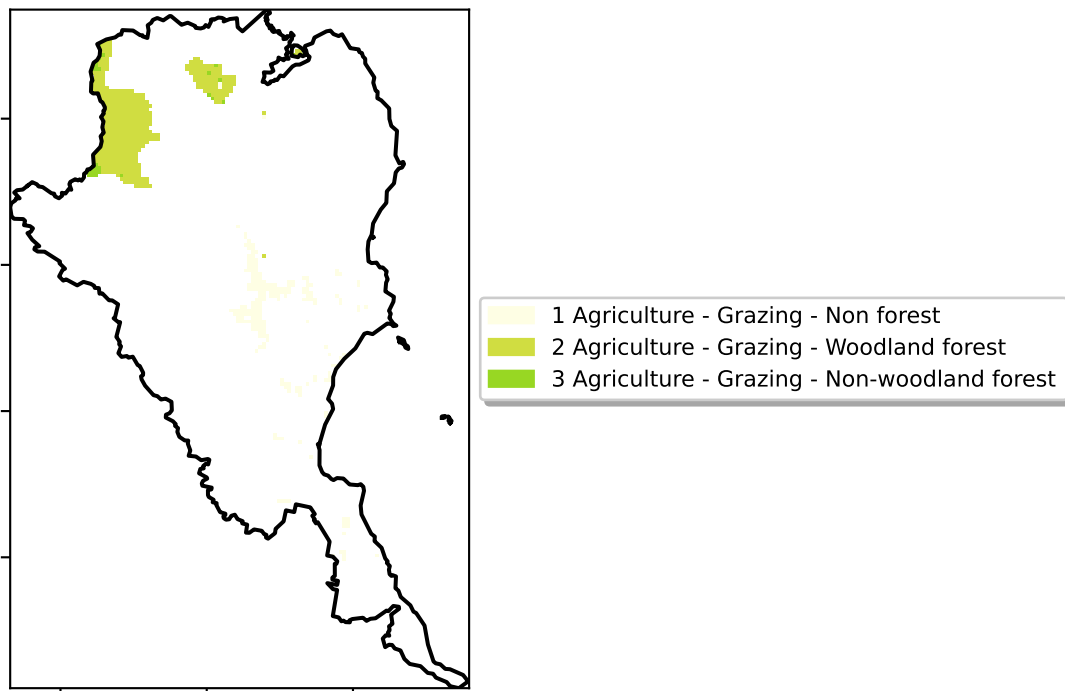 1 Agriculture - Grazing - Non forest
2 Agriculture - Grazing - Woodland forest
3 Agriculture - Grazing - Non-woodland forest